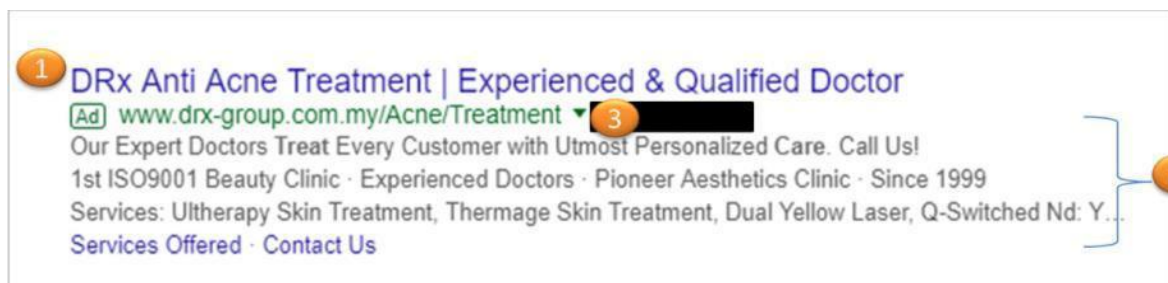 1
DRx Anti Acne Treatment | Experienced & Qualified Doctor
Ad www.drx-group.com.my/Acne/Treatment 3
Our Expert Doctors Treat Every Customer with Utmost Personalized Care. Call Us!
1st ISO9001 Beauty Clinic · Experienced Doctors · Pioneer Aesthetics Clinic · Since 1999
Services: Ultherapy Skin Treatment, Thermage Skin Treatment, Dual Yellow Laser, Q-Switched Nd: Y...
Services Offered · Contact Us